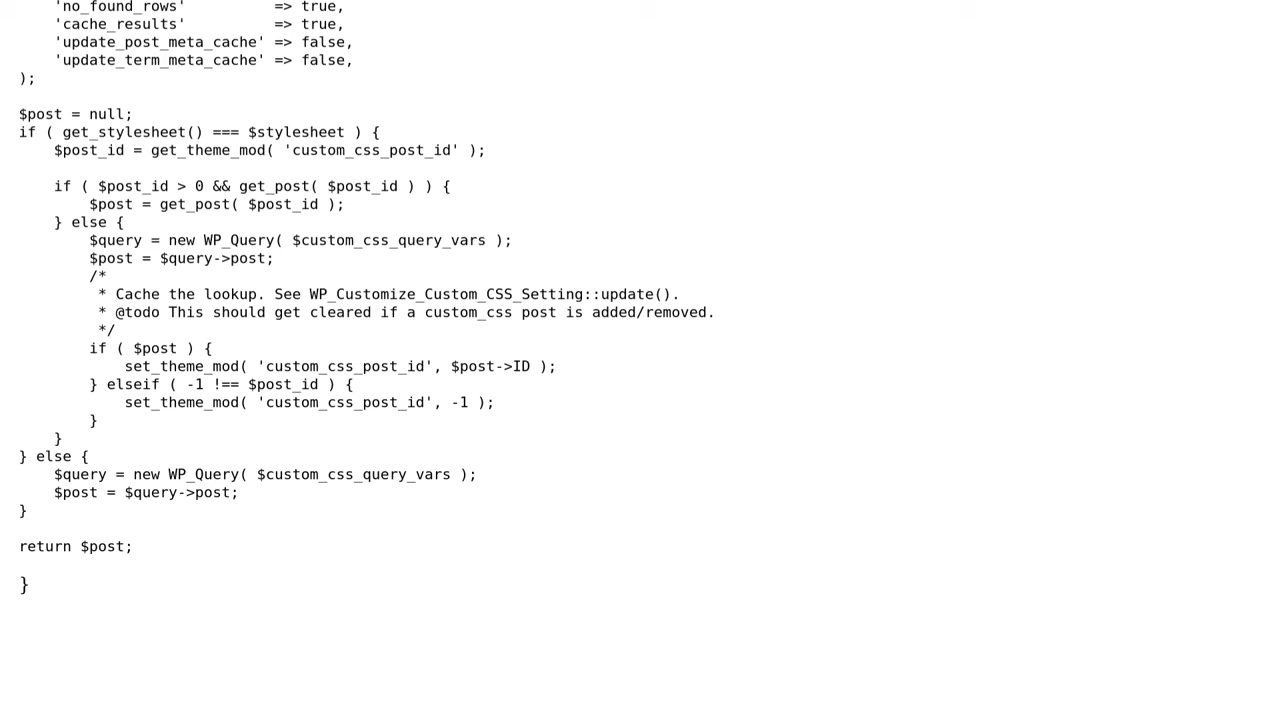 'no_found_rows'          => true,
    'cache_results'          => true,
    'update_post_meta_cache' => false,
    'update_term_meta_cache' => false,
);

$post = null;
if ( get_stylesheet() === $stylesheet ) {
    $post_id = get_theme_mod( 'custom_css_post_id' );

    if ( $post_id > 0 && get_post( $post_id ) ) {
        $post = get_post( $post_id );
    } else {
        $query = new WP_Query( $custom_css_query_vars );
        $post = $query->post;
        /*
         * Cache the lookup. See WP_Customize_Custom_CSS_Setting::update().
         * @todo This should get cleared if a custom_css post is added/removed.
         */
        if ( $post ) {
            set_theme_mod( 'custom_css_post_id', $post->ID );
        } elseif ( -1 !== $post_id ) {
            set_theme_mod( 'custom_css_post_id', -1 );
        }
    }
} else {
    $query = new WP_Query( $custom_css_query_vars );
    $post = $query->post;
}

return $post;

}